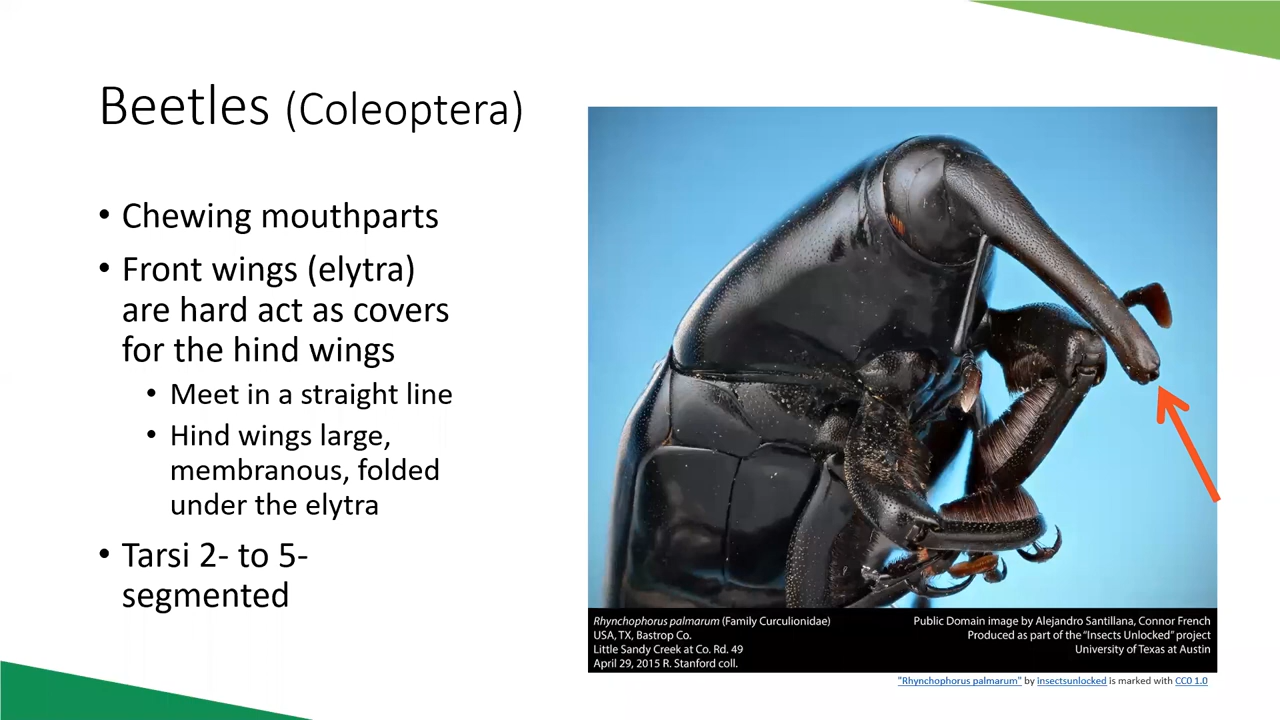 Beetles (Coleoptera)
• Chewing mouthparts
• Front wings (elytra)
are hard act as covers
for the hind wings
• Meet in a straight line
• Hind wings large,
membranous, folded
under the elytra
• Tarsi 2- to 5-
segmented
Rhynchophorus palmarum (Family Curculionidae)
USA, TX, Bastrop Co.
Little Sandy Creek at Co. Rd. 49
April 29, 2015 R. Stanford coll.
Public Domain image by Alejandro Santillana, Connor French
Produced as part of the “Insects Unlocked” project
University of Texas at Austin
"Rhynchophorus palmarum" by insectsunlocked is marked with CC0 1.0